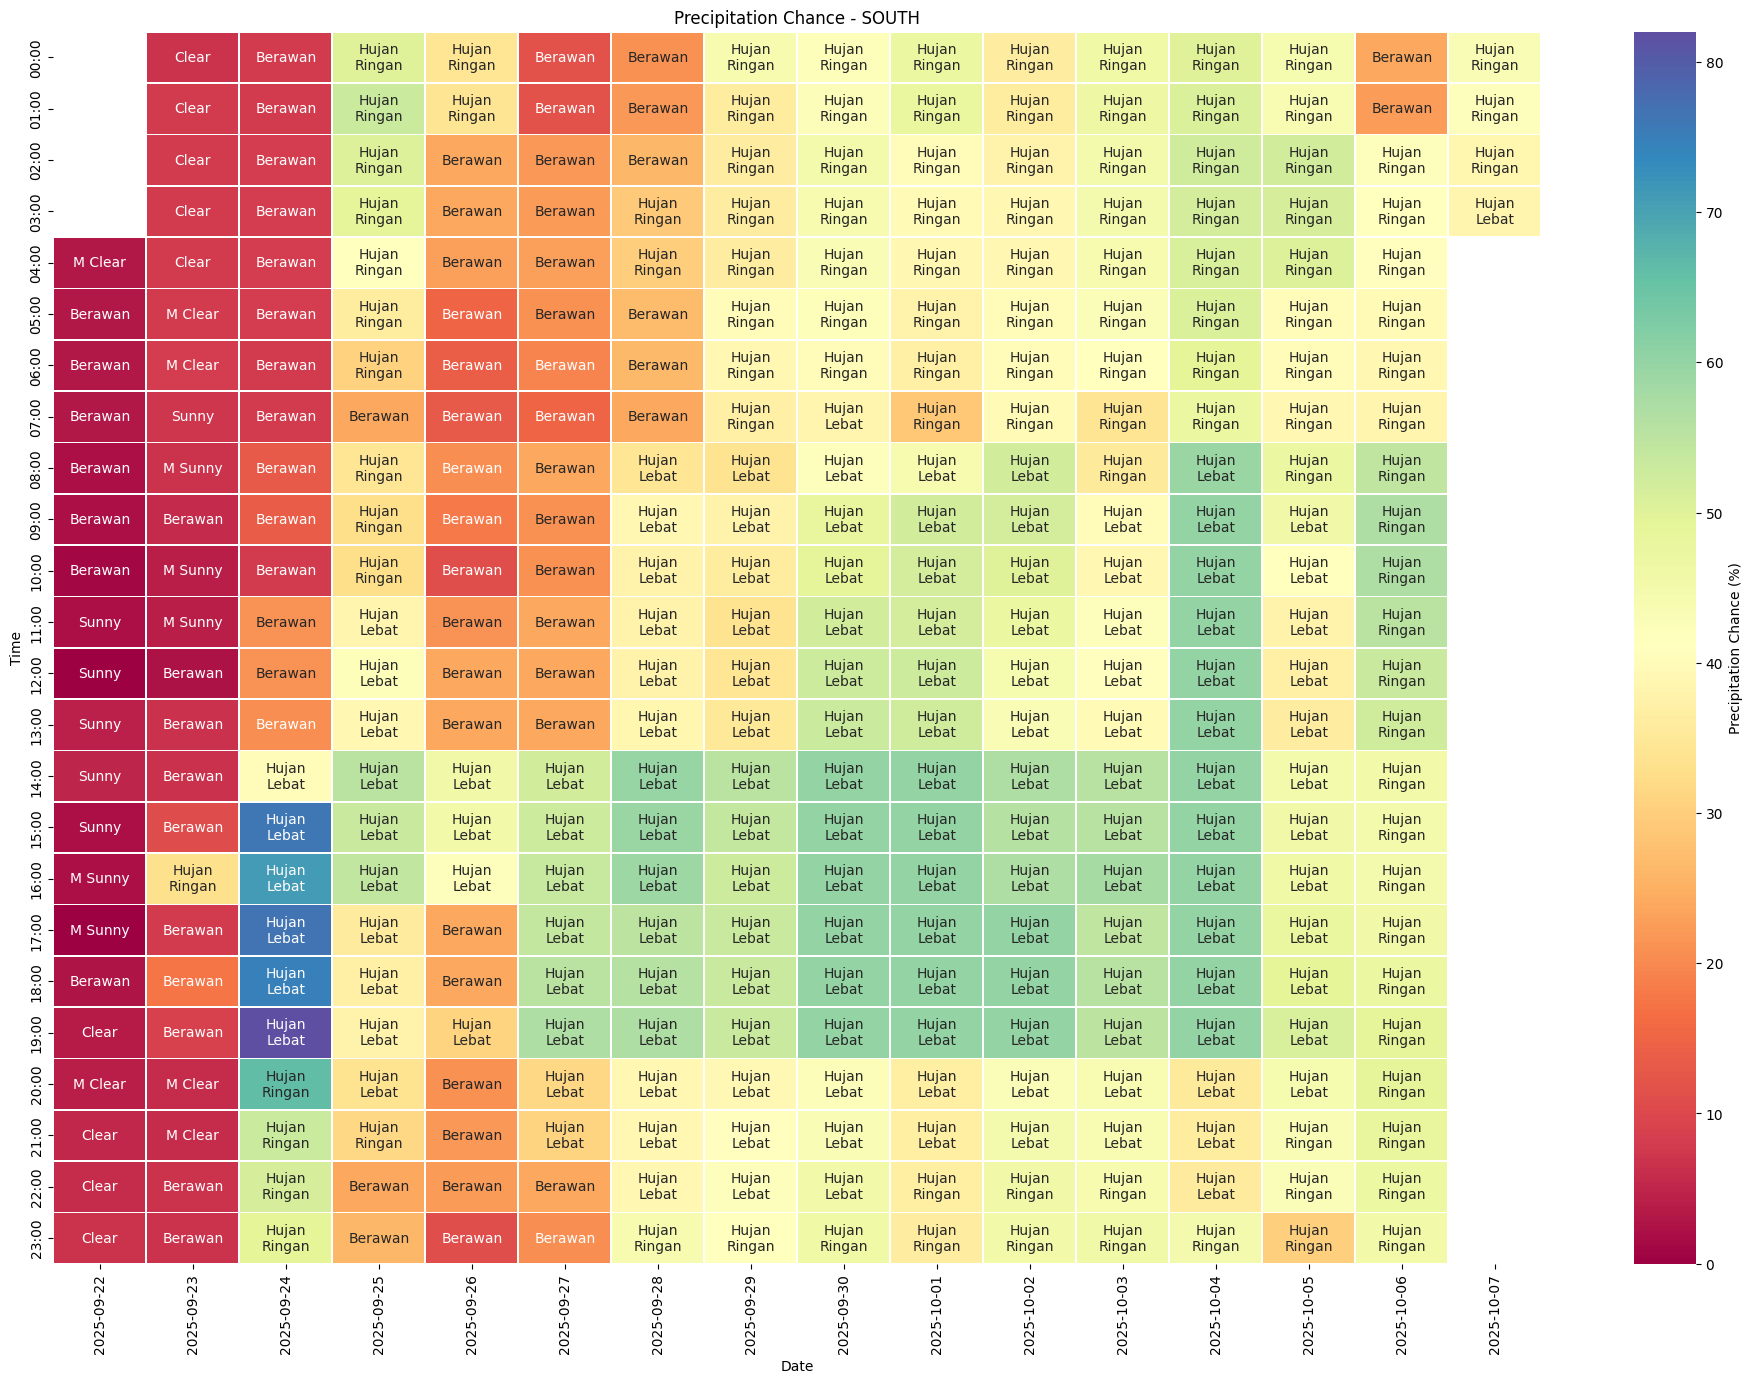 Precipitation Chance - SOUTH
00:00 Clear Berawan Hujan Ringan Hujan Ringan Berawan Berawan Hujan Ringan Hujan Ringan Hujan Ringan Hujan Ringan Hujan Ringan Hujan Ringan Hujan Ringan Berawan Hujan Ringan
01:00 Clear Berawan Hujan Ringan Hujan Ringan Berawan Berawan Hujan Ringan Hujan Ringan Hujan Ringan Hujan Ringan Hujan Ringan Hujan Ringan Hujan Ringan Berawan Hujan Ringan
02:00 Clear Berawan Hujan Ringan Berawan Berawan Berawan Hujan Ringan Hujan Ringan Hujan Ringan Hujan Ringan Hujan Ringan Hujan Ringan Hujan Ringan Hujan Ringan Hujan Ringan
03:00 Clear Berawan Hujan Ringan Berawan Berawan Hujan Ringan Hujan Ringan Hujan Ringan Hujan Ringan Hujan Ringan Hujan Ringan Hujan Ringan Hujan Ringan Hujan Ringan Hujan Lebat
04:00 M Clear Clear Berawan Hujan Ringan Berawan Berawan Hujan Ringan Hujan Ringan Hujan Ringan Hujan Ringan Hujan Ringan Hujan Ringan Hujan Ringan Hujan Ringan Hujan Ringan
05:00 Berawan M Clear Berawan Hujan Ringan Berawan Berawan Berawan Hujan Ringan Hujan Ringan Hujan Ringan Hujan Ringan Hujan Ringan Hujan Ringan Hujan Ringan Hujan Ringan
06:00 Berawan M Clear Berawan Hujan Ringan Berawan Berawan Berawan Hujan Ringan Hujan Ringan Hujan Ringan Hujan Ringan Hujan Ringan Hujan Ringan Hujan Ringan Hujan Ringan
07:00 Berawan Sunny Berawan Berawan Berawan Berawan Berawan Hujan Ringan Hujan Lebat Hujan Ringan Hujan Ringan Hujan Ringan Hujan Ringan Hujan Ringan Hujan Ringan
08:00 Berawan M Sunny Berawan Hujan Ringan Berawan Berawan Hujan Lebat Hujan Lebat Hujan Lebat Hujan Lebat Hujan Lebat Hujan Ringan Hujan Lebat Hujan Ringan Hujan Ringan
09:00 Berawan Berawan Berawan Hujan Ringan Berawan Berawan Hujan Lebat Hujan Lebat Hujan Lebat Hujan Lebat Hujan Lebat Hujan Lebat Hujan Lebat Hujan Lebat Hujan Ringan
10:00 Berawan M Sunny Berawan Hujan Ringan Berawan Berawan Hujan Lebat Hujan Lebat Hujan Lebat Hujan Lebat Hujan Lebat Hujan Lebat Hujan Lebat Hujan Lebat Hujan Ringan
11:00 Sunny M Sunny Berawan Hujan Lebat Berawan Berawan Hujan Lebat Hujan Lebat Hujan Lebat Hujan Lebat Hujan Lebat Hujan Lebat Hujan Lebat Hujan Lebat Hujan Ringan
12:00 Sunny Berawan Berawan Hujan Lebat Berawan Berawan Hujan Lebat Hujan Lebat Hujan Lebat Hujan Lebat Hujan Lebat Hujan Lebat Hujan Lebat Hujan Lebat Hujan Ringan
13:00 Sunny Berawan Berawan Hujan Lebat Berawan Berawan Hujan Lebat Hujan Lebat Hujan Lebat Hujan Lebat Hujan Lebat Hujan Lebat Hujan Lebat Hujan Lebat Hujan Ringan
14:00 Sunny Berawan Hujan Lebat Hujan Lebat Hujan Lebat Hujan Lebat Hujan Lebat Hujan Lebat Hujan Lebat Hujan Lebat Hujan Lebat Hujan Lebat Hujan Lebat Hujan Lebat Hujan Ringan
15:00 Sunny Berawan Hujan Lebat Hujan Lebat Hujan Lebat Hujan Lebat Hujan Lebat Hujan Lebat Hujan Lebat Hujan Lebat Hujan Lebat Hujan Lebat Hujan Lebat Hujan Lebat Hujan Ringan
16:00 M Sunny Hujan Ringan Hujan Lebat Hujan Lebat Hujan Lebat Hujan Lebat Hujan Lebat Hujan Lebat Hujan Lebat Hujan Lebat Hujan Lebat Hujan Lebat Hujan Lebat Hujan Lebat Hujan Ringan
17:00 M Sunny Berawan Hujan Lebat Hujan Lebat Berawan Hujan Lebat Hujan Lebat Hujan Lebat Hujan Lebat Hujan Lebat Hujan Lebat Hujan Lebat Hujan Lebat Hujan Lebat Hujan Ringan
18:00 Berawan Berawan Hujan Lebat Hujan Lebat Berawan Hujan Lebat Hujan Lebat Hujan Lebat Hujan Lebat Hujan Lebat Hujan Lebat Hujan Lebat Hujan Lebat Hujan Lebat Hujan Ringan
19:00 Clear Berawan Hujan Lebat Hujan Lebat Hujan Lebat Hujan Lebat Hujan Lebat Hujan Lebat Hujan Lebat Hujan Lebat Hujan Lebat Hujan Lebat Hujan Lebat Hujan Lebat Hujan Ringan
20:00 M Clear M Clear Hujan Ringan Hujan Lebat Berawan Hujan Lebat Hujan Lebat Hujan Lebat Hujan Lebat Hujan Lebat Hujan Lebat Hujan Lebat Hujan Lebat Hujan Lebat Hujan Ringan
21:00 Clear M Clear Hujan Ringan Hujan Ringan Berawan Hujan Lebat Hujan Lebat Hujan Lebat Hujan Lebat Hujan Lebat Hujan Lebat Hujan Lebat Hujan Lebat Hujan Ringan Hujan Ringan
22:00 Clear Berawan Hujan Ringan Berawan Berawan Berawan Hujan Lebat Hujan Lebat Hujan Lebat Hujan Ringan Hujan Ringan Hujan Ringan Hujan Lebat Hujan Ringan Hujan Ringan
23:00 Clear Berawan Hujan Ringan Berawan Berawan Berawan Hujan Ringan Hujan Ringan Hujan Ringan Hujan Ringan Hujan Ringan Hujan Ringan Hujan Ringan Hujan Ringan Hujan Ringan
Time
2025-09-22 2025-09-23 2025-09-24 2025-09-25 2025-09-26 2025-09-27 2025-09-28 2025-09-29 2025-09-30 2025-10-01 2025-10-02 2025-10-03 2025-10-04 2025-10-05 2025-10-06 2025-10-07
Date
80
70
60
50
40
30
20
10
0
Precipitation Chance (%)